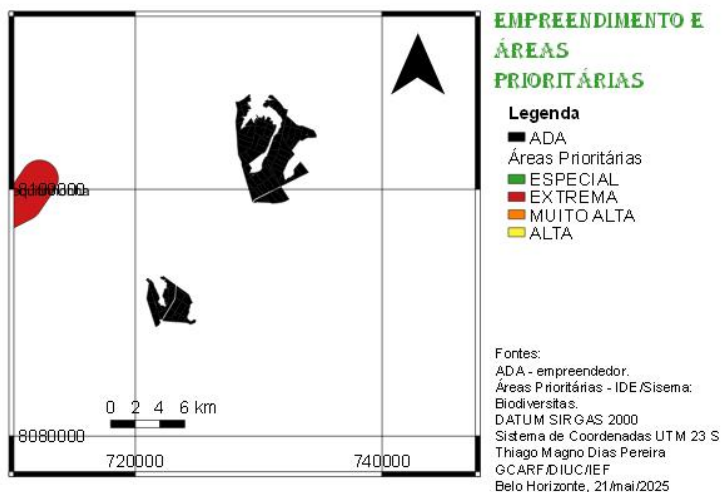 EMPREENDIMENTO E
ÁREAS
PRIORITÁRIAS
Legenda
ADA
Áreas Prioritárias
ESPECIAL
EXTREMA
MUITO ALTA
ALTA
8100000
0 2 4 6 km
8080000
720000 740000
Fontes:
ADA - empreendedor.
Áreas Prioritárias - IDE/Sisema:
Biodiversitas.
DATUM SIRGAS 2000
Sistema de Coordenadas UTM 23 S
Thiago Magno Dias Pereira
GCARF/DIUC/IEF
Belo Horizonte, 21/mai/2025